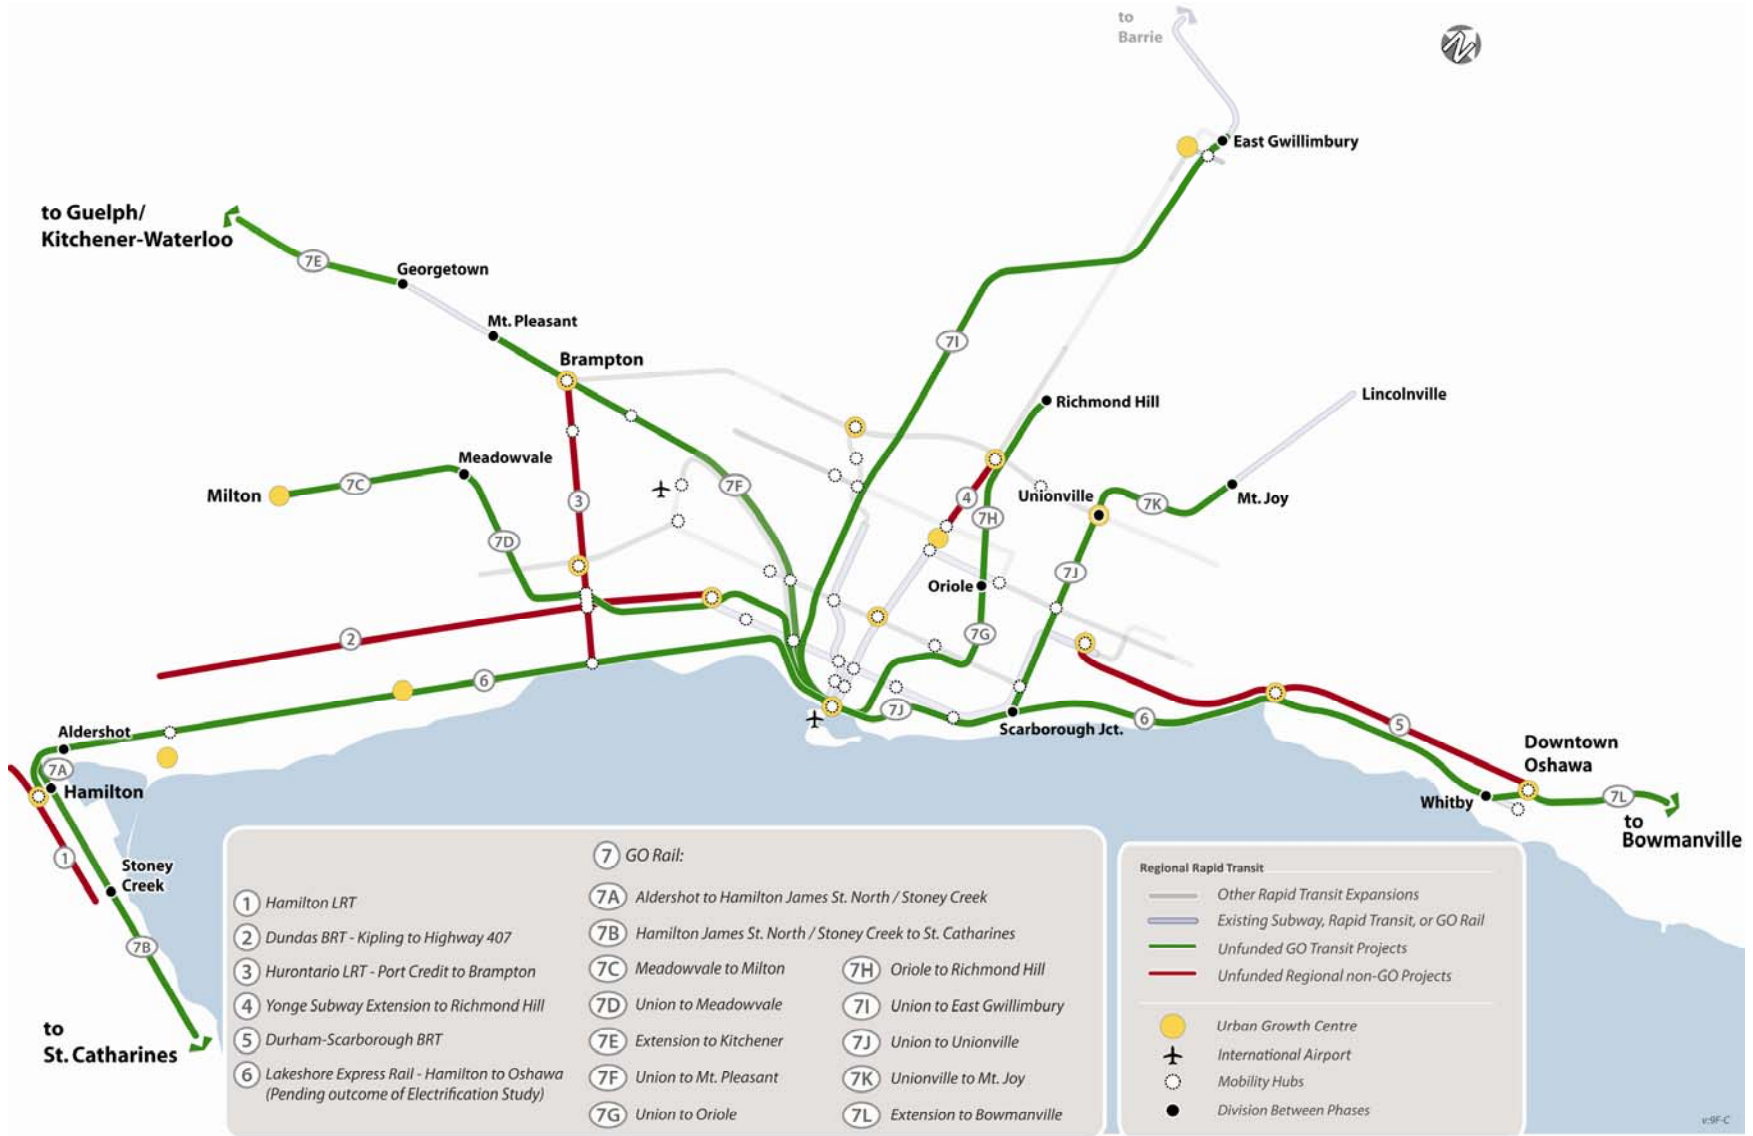 to
Barrie
East Gwillimbury
to Guelph/
Kitchener-Waterloo
7E
Georgetown
Mt. Pleasant
Brampton
7I
Richmond Hill
Lincolnville
Meadowvale
Milton
7C
7F
3
4
Unionville
7H
7K
Mt. Joy
7D
7J
Oriole
2
7G
6
7J
6
Scarborough Jct.
5
Aldershot
7A
Hamilton
Downtown
Oshawa
Whitby
7L
to
Bowmanville
1
Stoney
Creek
7B
to
St. Catharines
7 GO Rail:
1 Hamilton LRT
2 Dundas BRT - Kipling to Highway 407
3 Hurontario LRT - Port Credit to Brampton
4 Yonge Subway Extension to Richmond Hill
5 Durham-Scarborough BRT
6 Lakeshore Express Rail - Hamilton to Oshawa
(Pending outcome of Electrification Study)
7A Aldershot to Hamilton James St. North / Stoney Creek
7B Hamilton James St. North / Stoney Creek to St. Catharines
7C Meadowvale to Milton
7D Union to Meadowvale
7E Extension to Kitchener
7F Union to Mt. Pleasant
7G Union to Oriole
7H Oriole to Richmond Hill
7I Union to East Gwillimbury
7J Union to Unionville
7K Unionville to Mt. Joy
7L Extension to Bowmanville
Regional Rapid Transit
Other Rapid Transit Expansions
Existing Subway, Rapid Transit, or GO Rail
Unfunded GO Transit Projects
Unfunded Regional non-GO Projects
Urban Growth Centre
International Airport
Mobility Hubs
Division Between Phases
v:9F-C